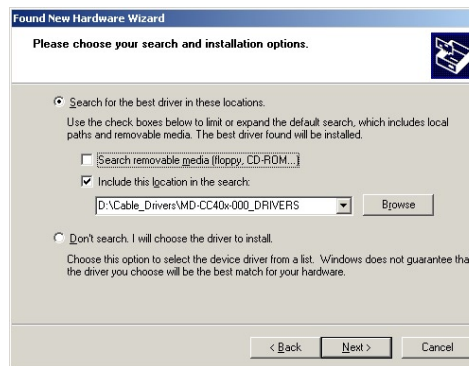 Found New Hardware Wizard
Please choose your search and installation options.
Search for the best driver in these locations.
Use the check boxes below to limit or expand the default search, which includes local
paths and removable media. The best driver found will be installed.
Search removable media (floppy, CD-ROM...)
Include this location in the search:
D:\Cable_Drivers\MD-CC40x-000_DRIVERS
Browse
Don't search. I will choose the driver to install.
Choose this option to select the device driver from a list. Windows does not guarantee tha
the driver you choose will be the best match for your hardware.
< Back
Next >
Cancel